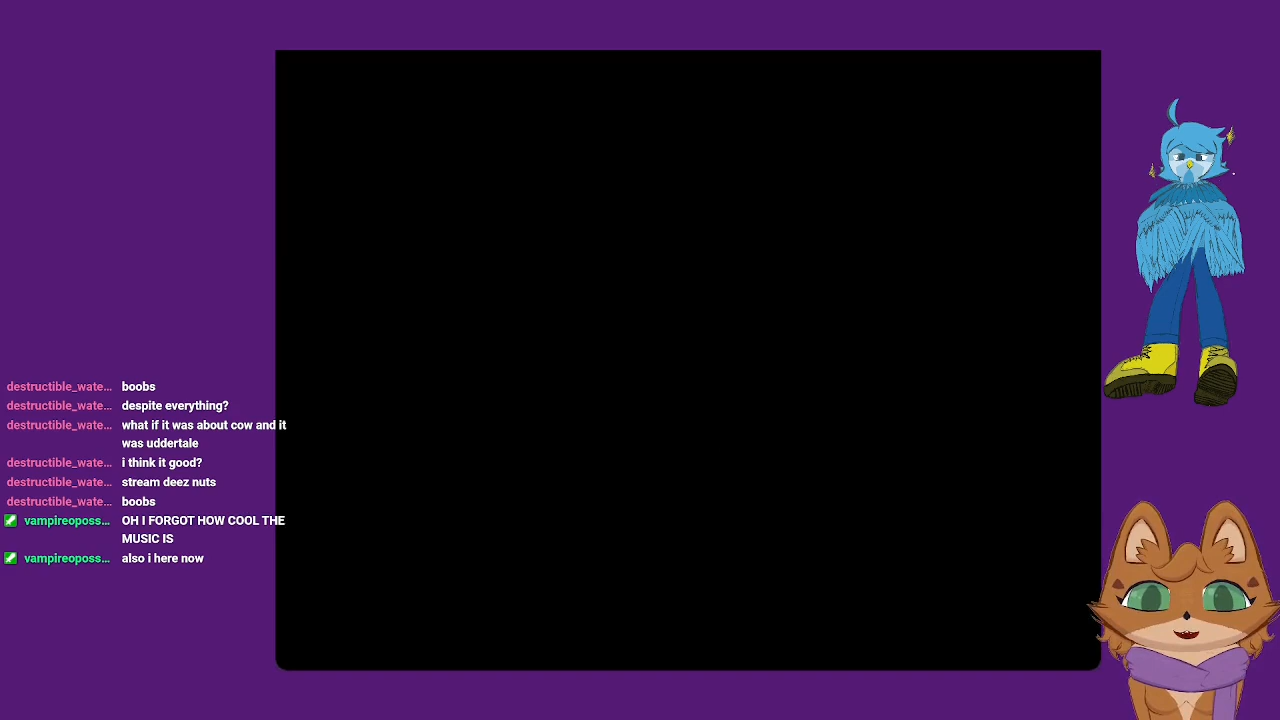 destructible_wate... boobs
destructible_wate... despite everything?
destructible_wate... what if it was about cow and it
was uddertale
destructible_wate... i think it good?
destructible_wate... stream deez nuts
destructible_wate... boobs
vampireoposs... OH I FORGOT HOW COOL THE
MUSIC IS
vampireoposs... also i here now